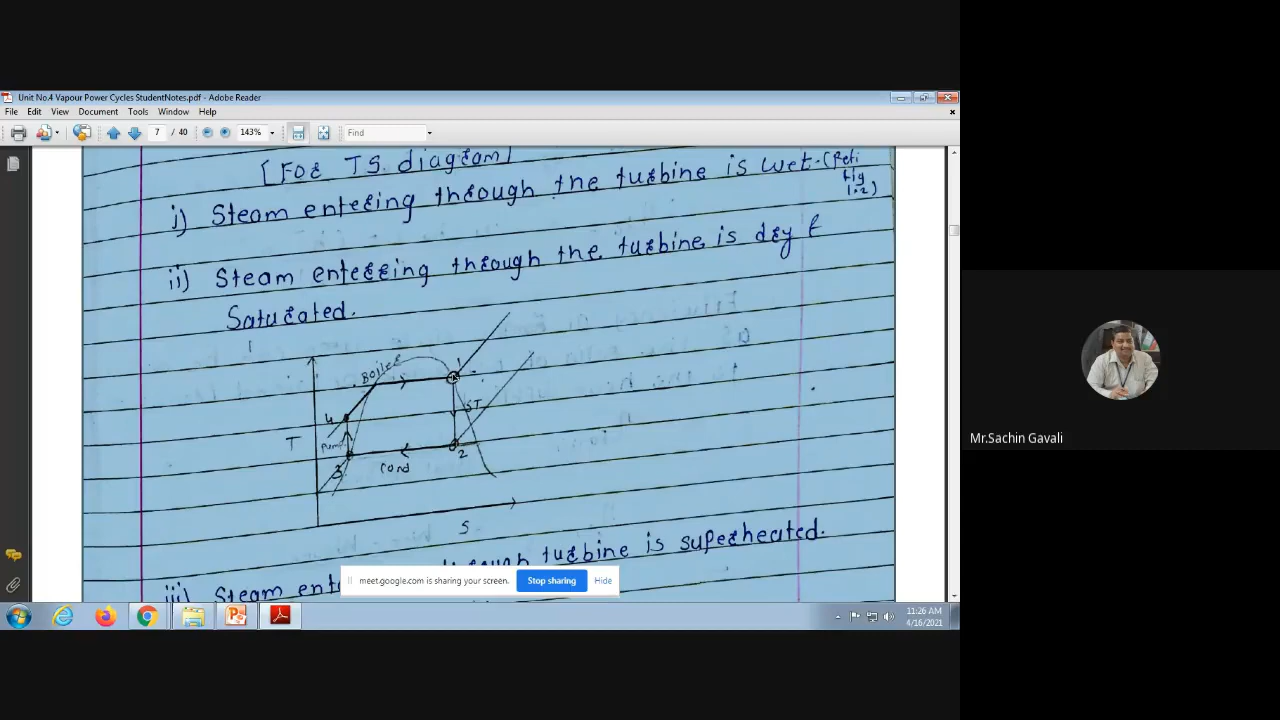 Unit No.4 Vapour Power Cycles StudentNotes.pdf - Adobe Reader
File Edit View Document Tools Window Help
7 / 40 143% Find
[For TS diagram]
i) Steam entering through the turbine is wet. (Ref.
fig
1.2)
ii) Steam entering through the turbine is dry &
Saturated.
Boiler
1
4
ST
T
Pump
2
3
Cond
S
iii) Steam ent through turbine is superheated.
meet.google.com is sharing your screen. Stop sharing Hide
11:26 AM
4/16/2021
Mr.Sachin Gavali